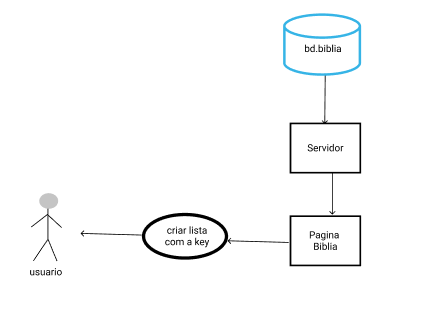 bd.biblia
Servidor
criar lista
com a key
Pagina
Biblia
usuario